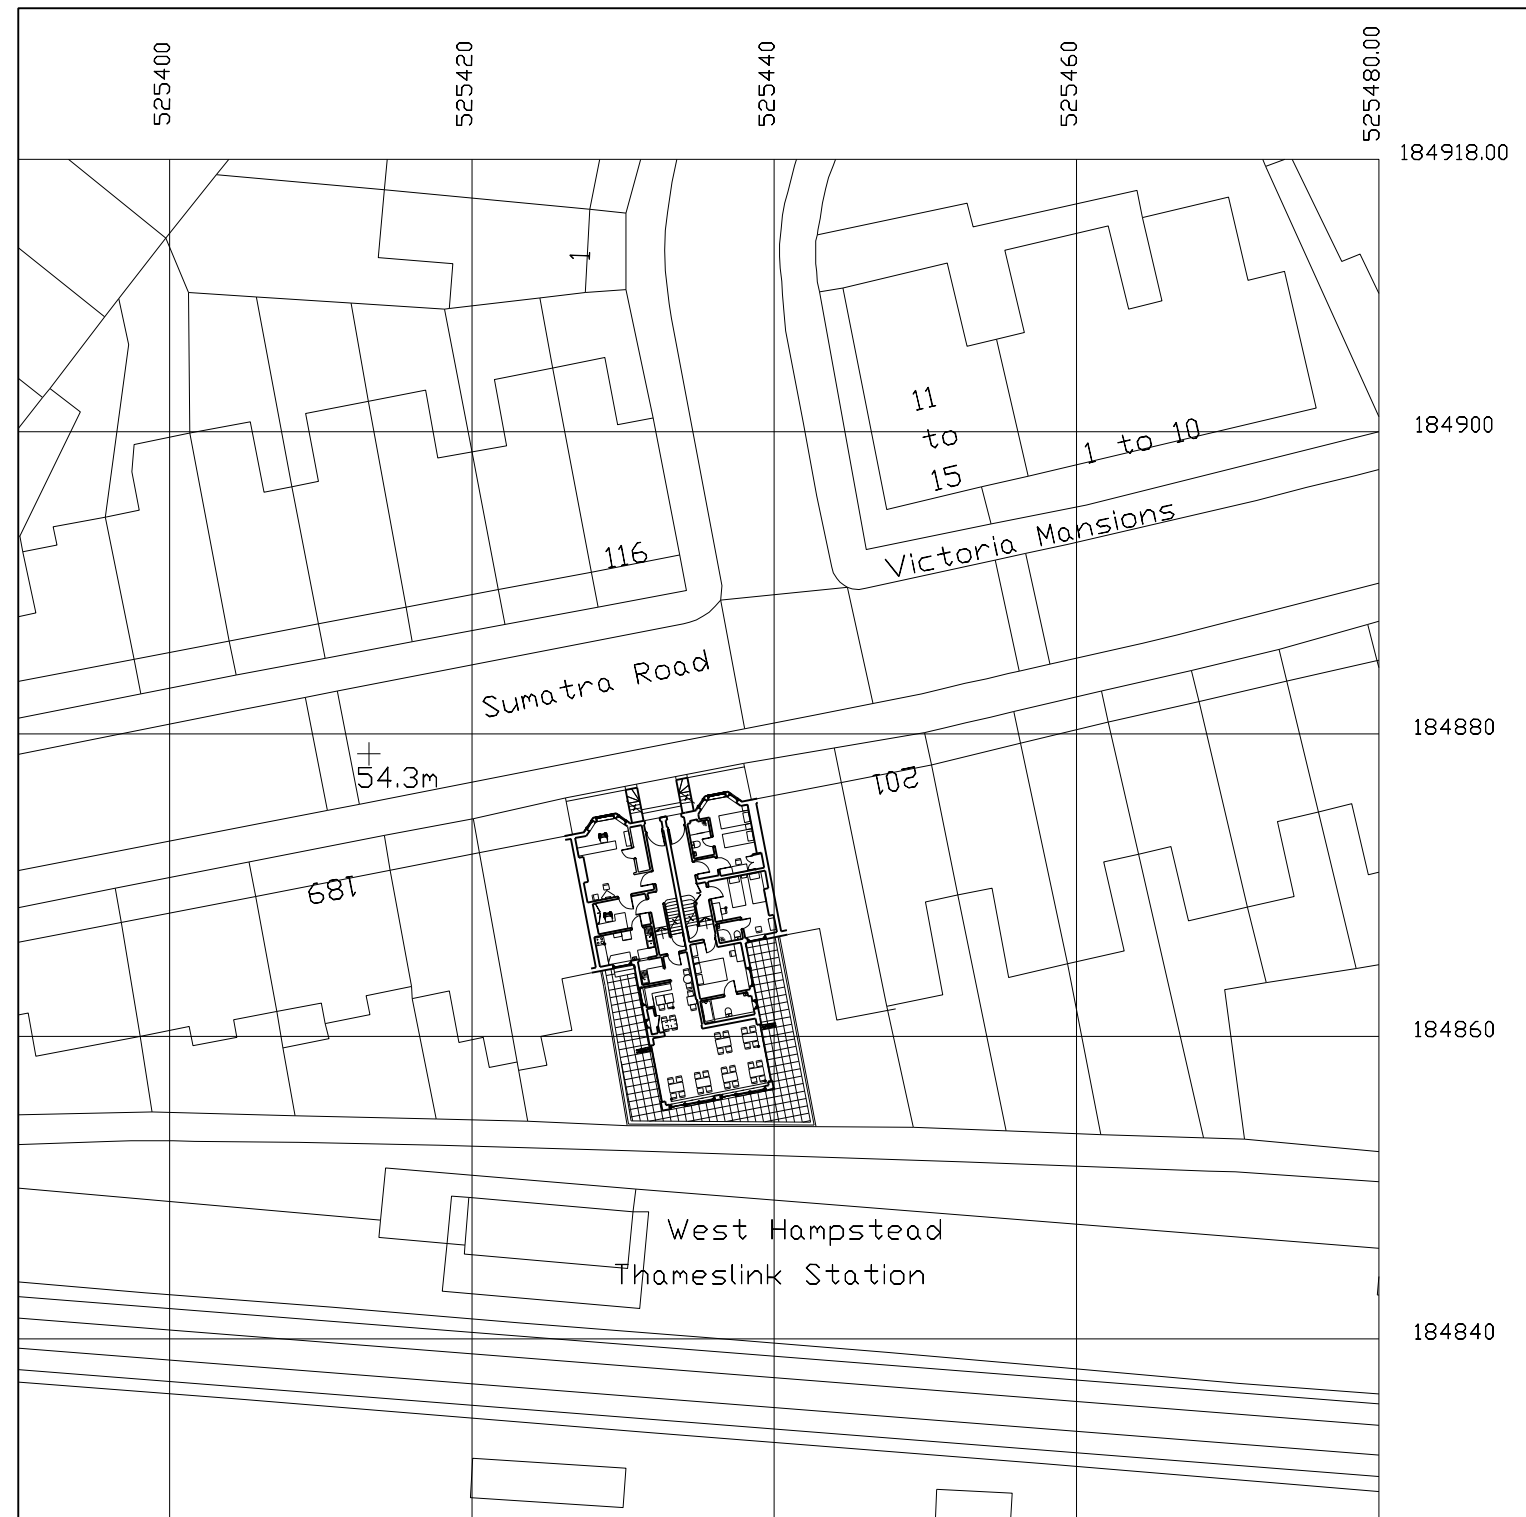 525400
525420
525440
525460
525480.00
184918.00
1
11
to
15
1 to 10
184900
Victoria Mansions
116
Sumatra Road
184880
54.3m
201
189
184860
West Hampstead
Thameslink Station
184840